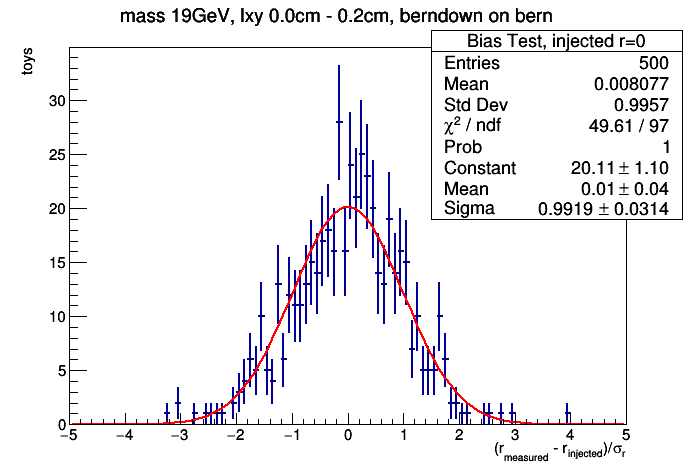 mass 19GeV, lxy 0.0cm - 0.2cm, berndown on bern
toys
Bias Test, injected r=0
Entries 500
Mean 0.008077
Std Dev 0.9957
χ² / ndf 49.61 / 97
Prob 1
Constant 20.11 ± 1.10
Mean 0.01 ± 0.04
Sigma 0.9919 ± 0.0314
30
25
20
15
10
5
0
−5 −4 −3 −2 −1 0 1 2 3 4 5
(r_measured - r_injected)/σ_r